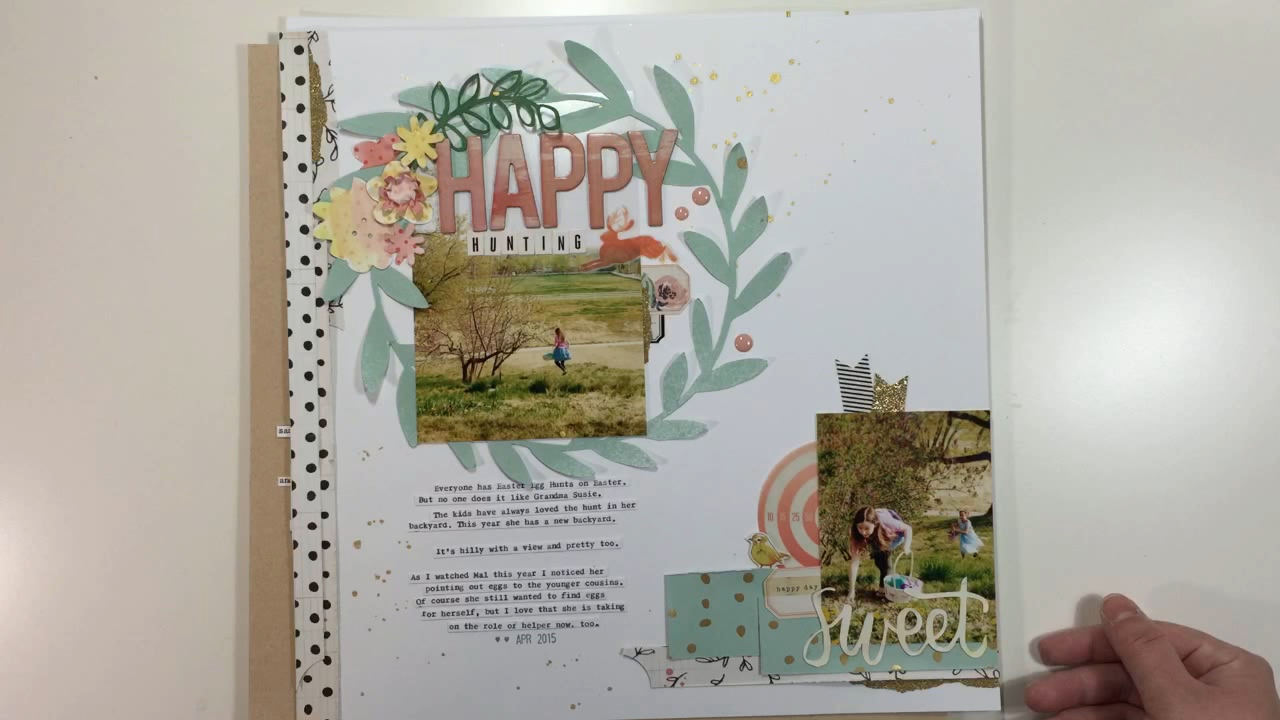 HAPPY
HUNTING
Everyone has Easter Egg Hunts on Easter.
But no one does it like Grandma Susie.
The kids have always loved the hunt in her
backyard. This year she has a new backyard.
It's hilly with a view and pretty too.
As I watched Mal this year I noticed her
pointing out eggs to the younger cousins.
Of course she still wanted to find eggs
for herself, but I love that she is taking
on the role of helper now, too.
♥♥ APR 2015
10 25
happy day
sweet